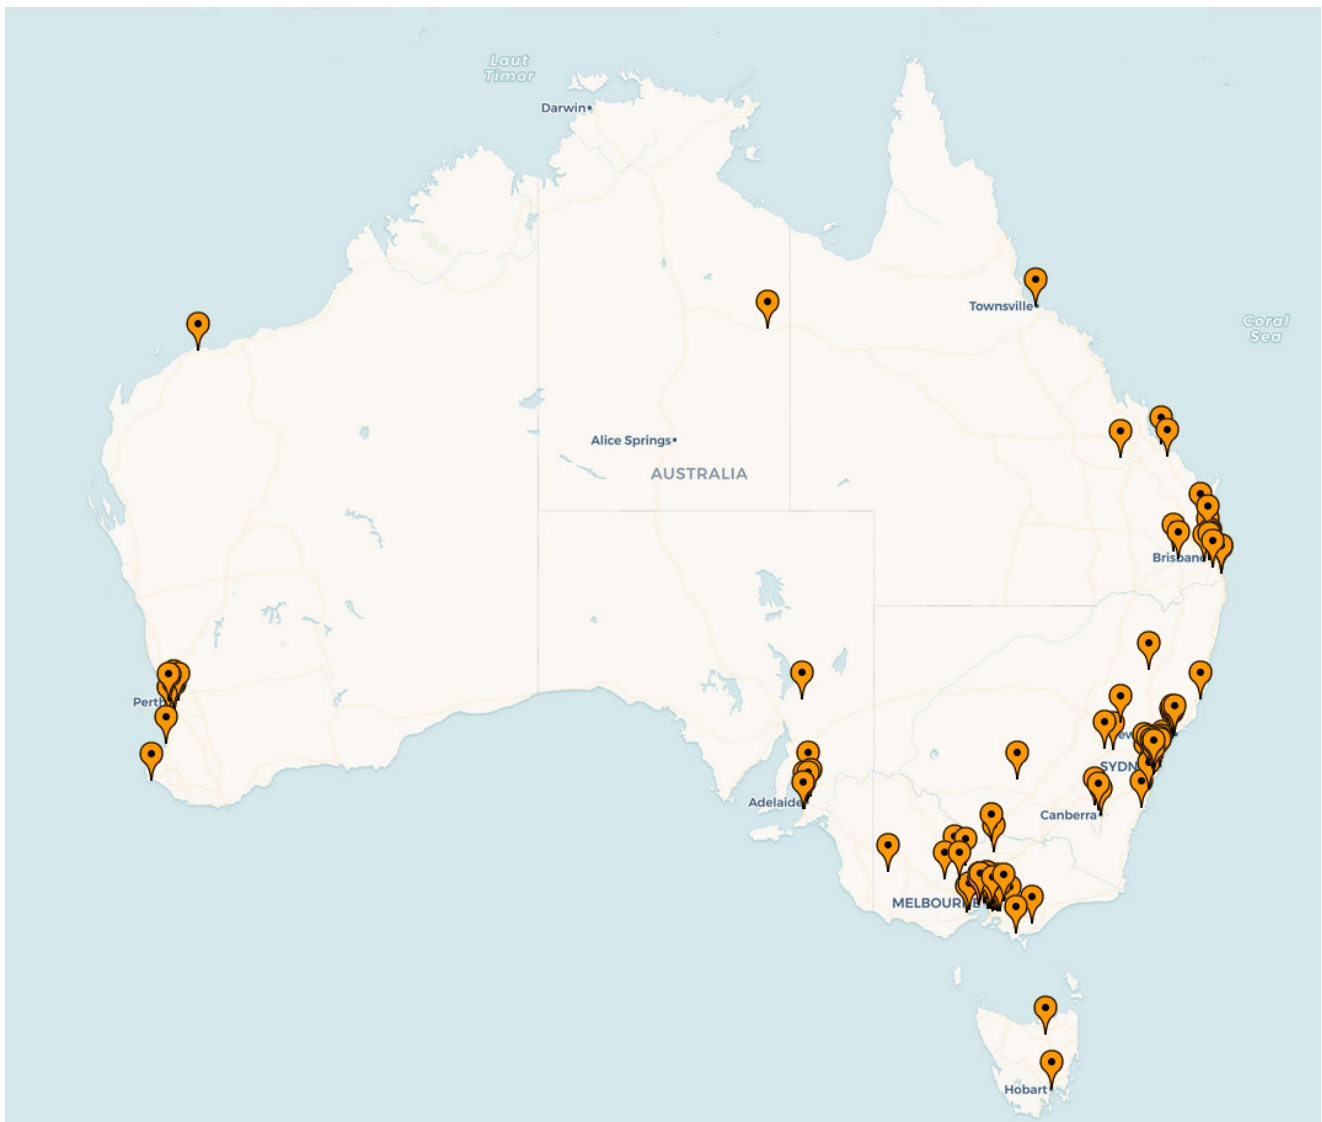 Laut
Timor
Darwin
Townsville
Coral
Sea
Alice Springs
AUSTRALIA
Brisbane
Perth
SYDN
Adelaide
Canberra
MELBOURNE
Hobart